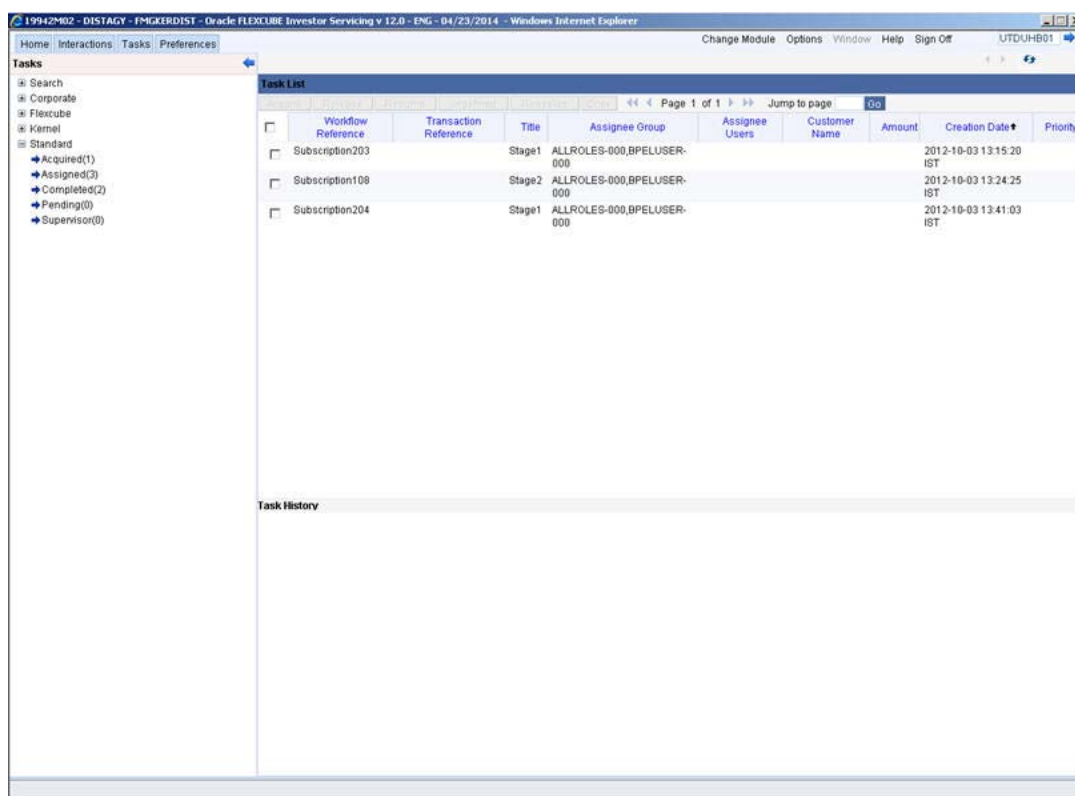 19942M02 - DISTAGY - FMGKERDIST - Oracle FLEXCUBE Investor Servicing v 12.0 - ENG - 04/23/2014 - Windows Internet Explorer
Home Interactions Tasks Preferences Change Module Options Window Help Sign Off UTDUHB01
Tasks
Search
Corporate
Flexcube
Kernel
Standard
Acquired(1)
Assigned(3)
Completed(2)
Pending(0)
Supervisor(0)
Task List
Page 1 of 1 Jump to page Go
Workflow Reference Transaction Reference Title Assignee Group Assignee Users Customer Name Amount Creation Date Priority
Subscription203 Stage1 ALLROLES-000,BPELUSER-000 2012-10-03 13:15:20 IST
Subscription108 Stage2 ALLROLES-000,BPELUSER-000 2012-10-03 13:24:25 IST
Subscription204 Stage1 ALLROLES-000,BPELUSER-000 2012-10-03 13:41:03 IST
Task History